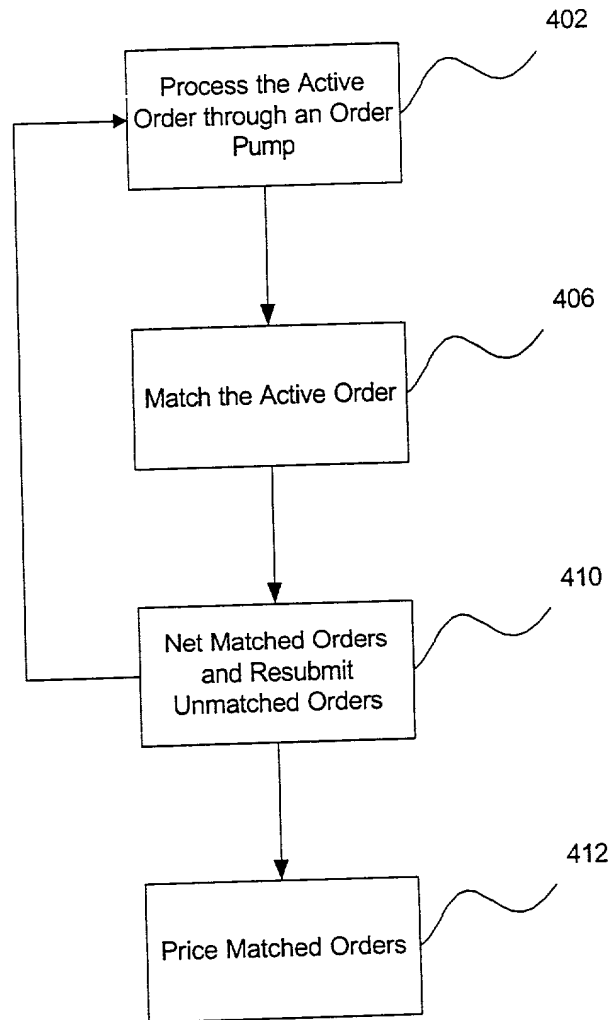 402
Process the Active
Order through an Order
Pump
406
Match the Active Order
410
Net Matched Orders
and Resubmit
Unmatched Orders
412
Price Matched Orders